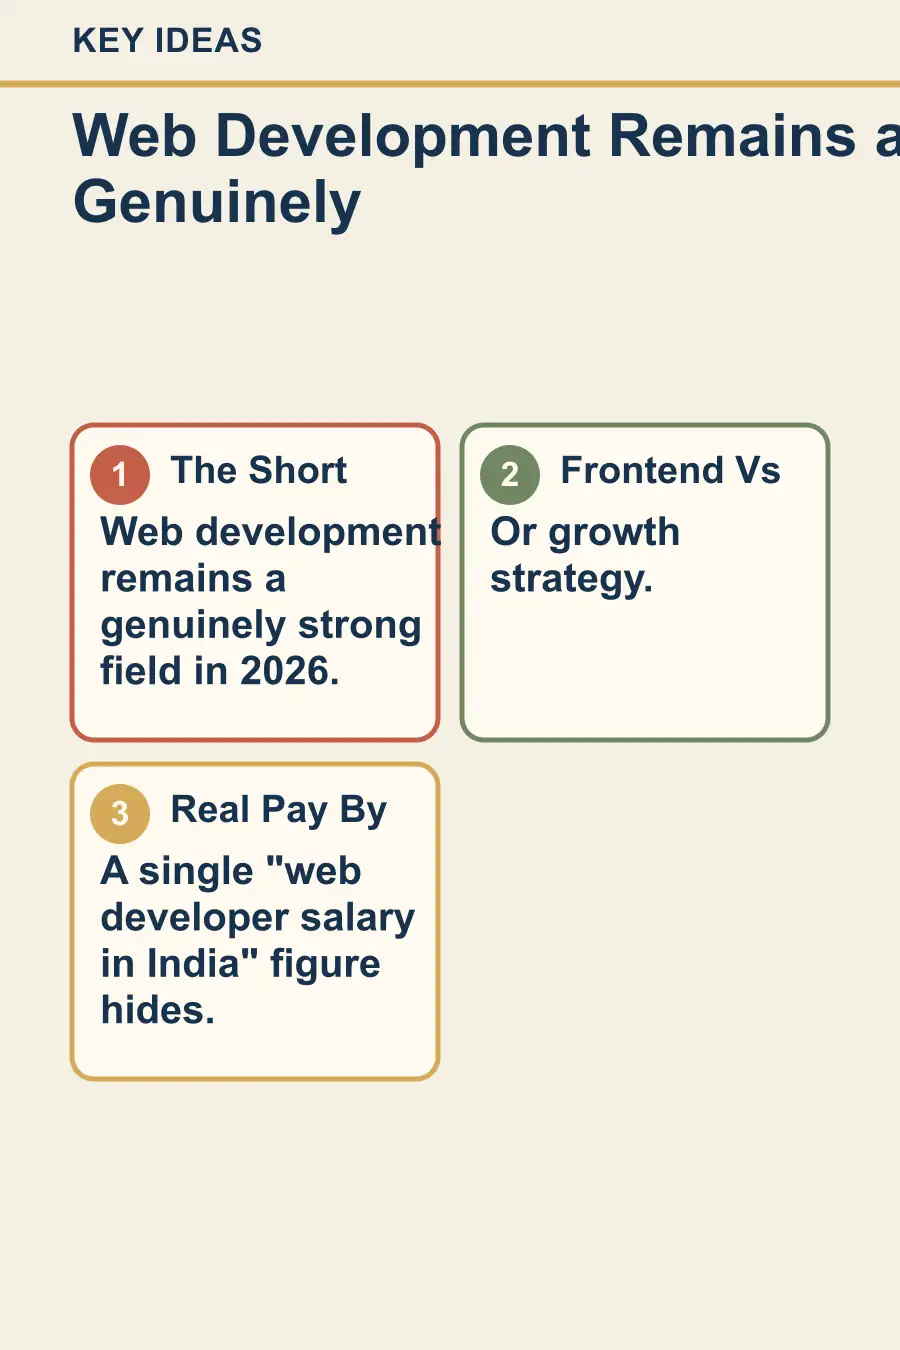 KEY IDEAS
Web Development Remains a
Genuinely
1 The Short
Web development
remains a
genuinely strong
field in 2026.
2 Frontend Vs
Or growth
strategy.
3 Real Pay By
A single "web
developer salary
in India" figure
hides.